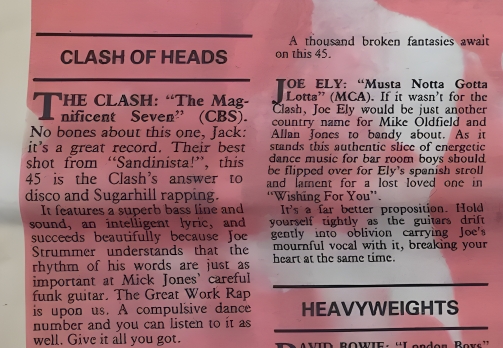 CLASH OF HEADS
THE CLASH: "The Mag-
nificent Seven" (CBS).
No bones about this one, Jack:
it's a great record. Their best
shot from "Sandinista!", this
45 is the Clash's answer to
disco and Sugarhill rapping.
It features a superb bass line and
sound, an intelligent lyric, and
succeeds beautifully because Joe
Strummer understands that the
rhythm of his words are just as
important at Mick Jones' careful
funk guitar. The Great Work Rap
is upon us. A compulsive dance
number and you can listen to it as
well. Give it all you got.
A thousand broken fantasies await
on this 45.
JOE ELY: "Musta Notta Gotta
Lotta" (MCA). If it wasn't for the
Clash, Joe Ely would be just another
country name for Mike Oldfield and
Allan Jones to bandy about. As it
stands this authentic slice of energetic
dance music for bar room boys should
be flipped over for Ely's spanish stroll
and lament for a lost loved one in
"Wishing For You".
It's a far better proposition. Hold
yourself tightly as the guitars drift
gently into oblivion carrying Joe's
mournful vocal with it, breaking your
heart at the same time.
HEAVYWEIGHTS
DAVID BOWIE: "London Boys"